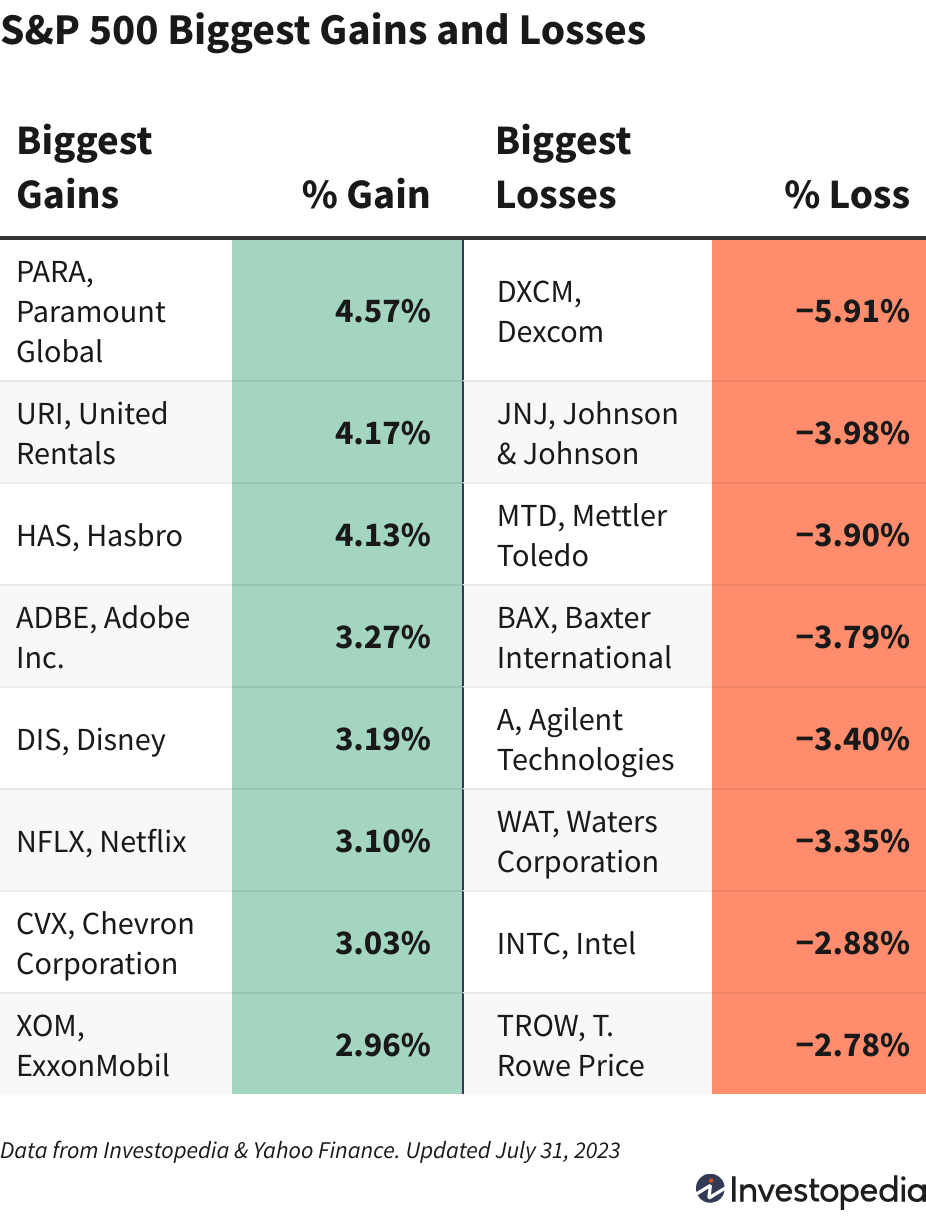 S&P 500 Biggest Gains and Losses
Biggest
Gains
% Gain
Biggest
Losses
% Loss
PARA,
Paramount
Global
4.57%
DXCM,
Dexcom
−5.91%
URI, United
Rentals
4.17%
JNJ, Johnson
& Johnson
−3.98%
HAS, Hasbro
4.13%
MTD, Mettler
Toledo
−3.90%
ADBE, Adobe
Inc.
3.27%
BAX, Baxter
International
−3.79%
DIS, Disney
3.19%
A, Agilent
Technologies
−3.40%
NFLX, Netflix
3.10%
WAT, Waters
Corporation
−3.35%
CVX, Chevron
Corporation
3.03%
INTC, Intel
−2.88%
XOM,
ExxonMobil
2.96%
TROW, T.
Rowe Price
−2.78%
Data from Investopedia & Yahoo Finance. Updated July 31, 2023
Investopedia